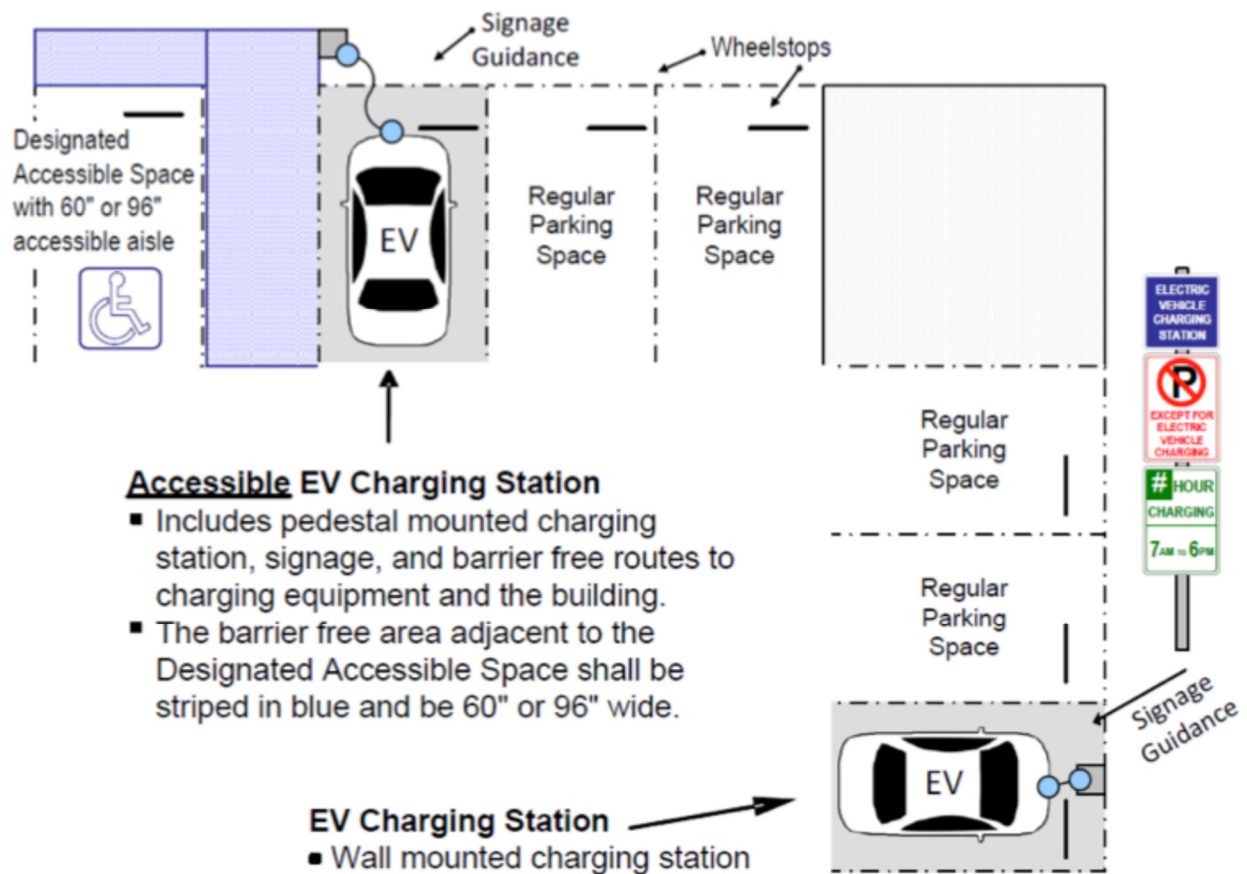 Signage
Guidance
Wheelstops
Designated
Accessible Space
with 60" or 96"
accessible aisle
EV
Regular
Parking
Space
Regular
Parking
Space
ELECTRIC
VEHICLE
CHARGING
STATION
P
EXCEPT FOR
ELECTRIC
VEHICLE
CHARGING
# HOUR
CHARGING
7AM TO 6PM
Regular
Parking
Space
Accessible EV Charging Station
▪ Includes pedestal mounted charging
station, signage, and barrier free routes to
charging equipment and the building.
▪ The barrier free area adjacent to the
Designated Accessible Space shall be
striped in blue and be 60" or 96" wide.
Regular
Parking
Space
Signage
Guidance
EV
EV Charging Station
▪ Wall mounted charging station